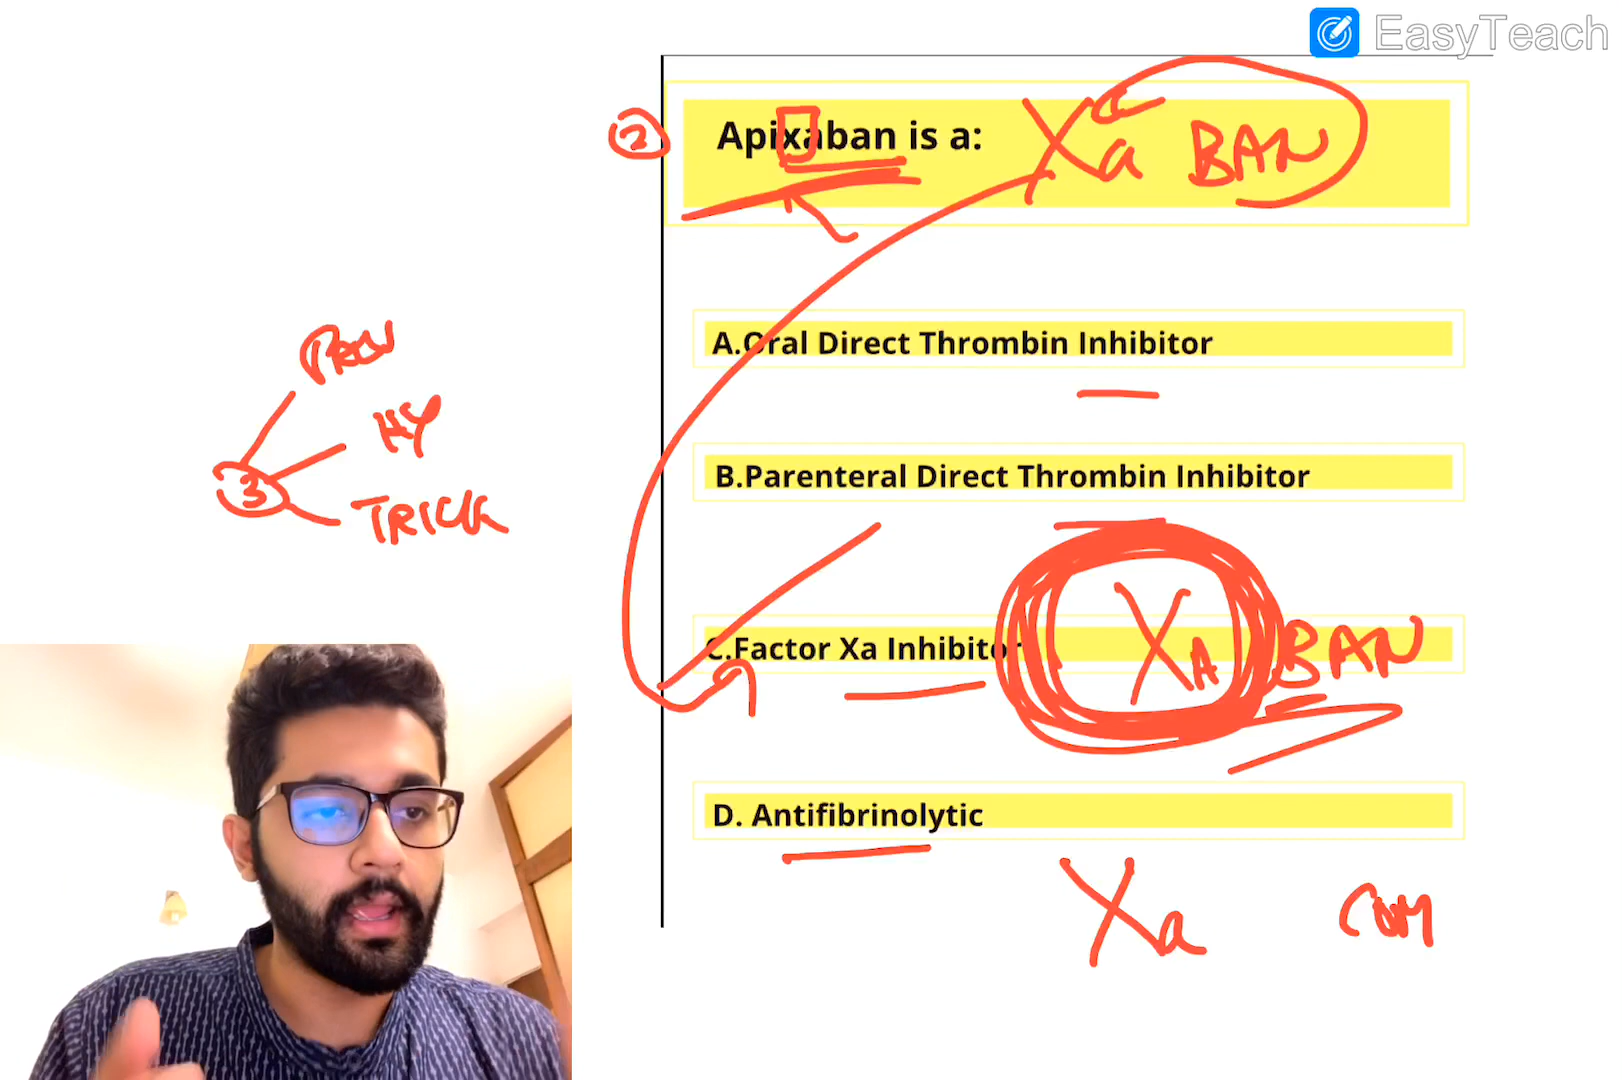 EasyTeach
2
Apixaban is a:
Xa BAN
A.Oral Direct Thrombin Inhibitor
HY
3
TRICK
B.Parenteral Direct Thrombin Inhibitor
C.Factor Xa Inhibitor
XA BAN
D. Antifibrinolytic
Xa